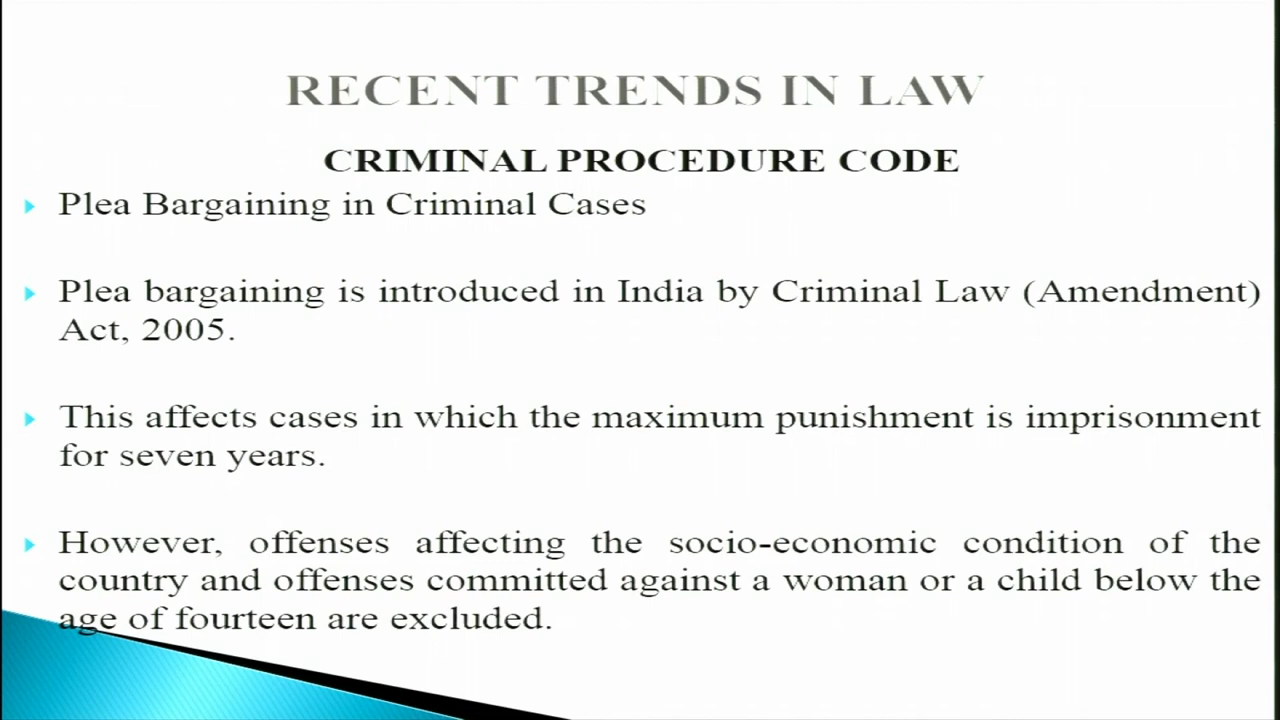 RECENT TRENDS IN LAW
CRIMINAL PROCEDURE CODE
Plea Bargaining in Criminal Cases
Plea bargaining is introduced in India by Criminal Law (Amendment)
Act, 2005.
This affects cases in which the maximum punishment is imprisonment
for seven years.
However, offenses affecting the socio-economic condition of the
country and offenses committed against a woman or a child below the
age of fourteen are excluded.